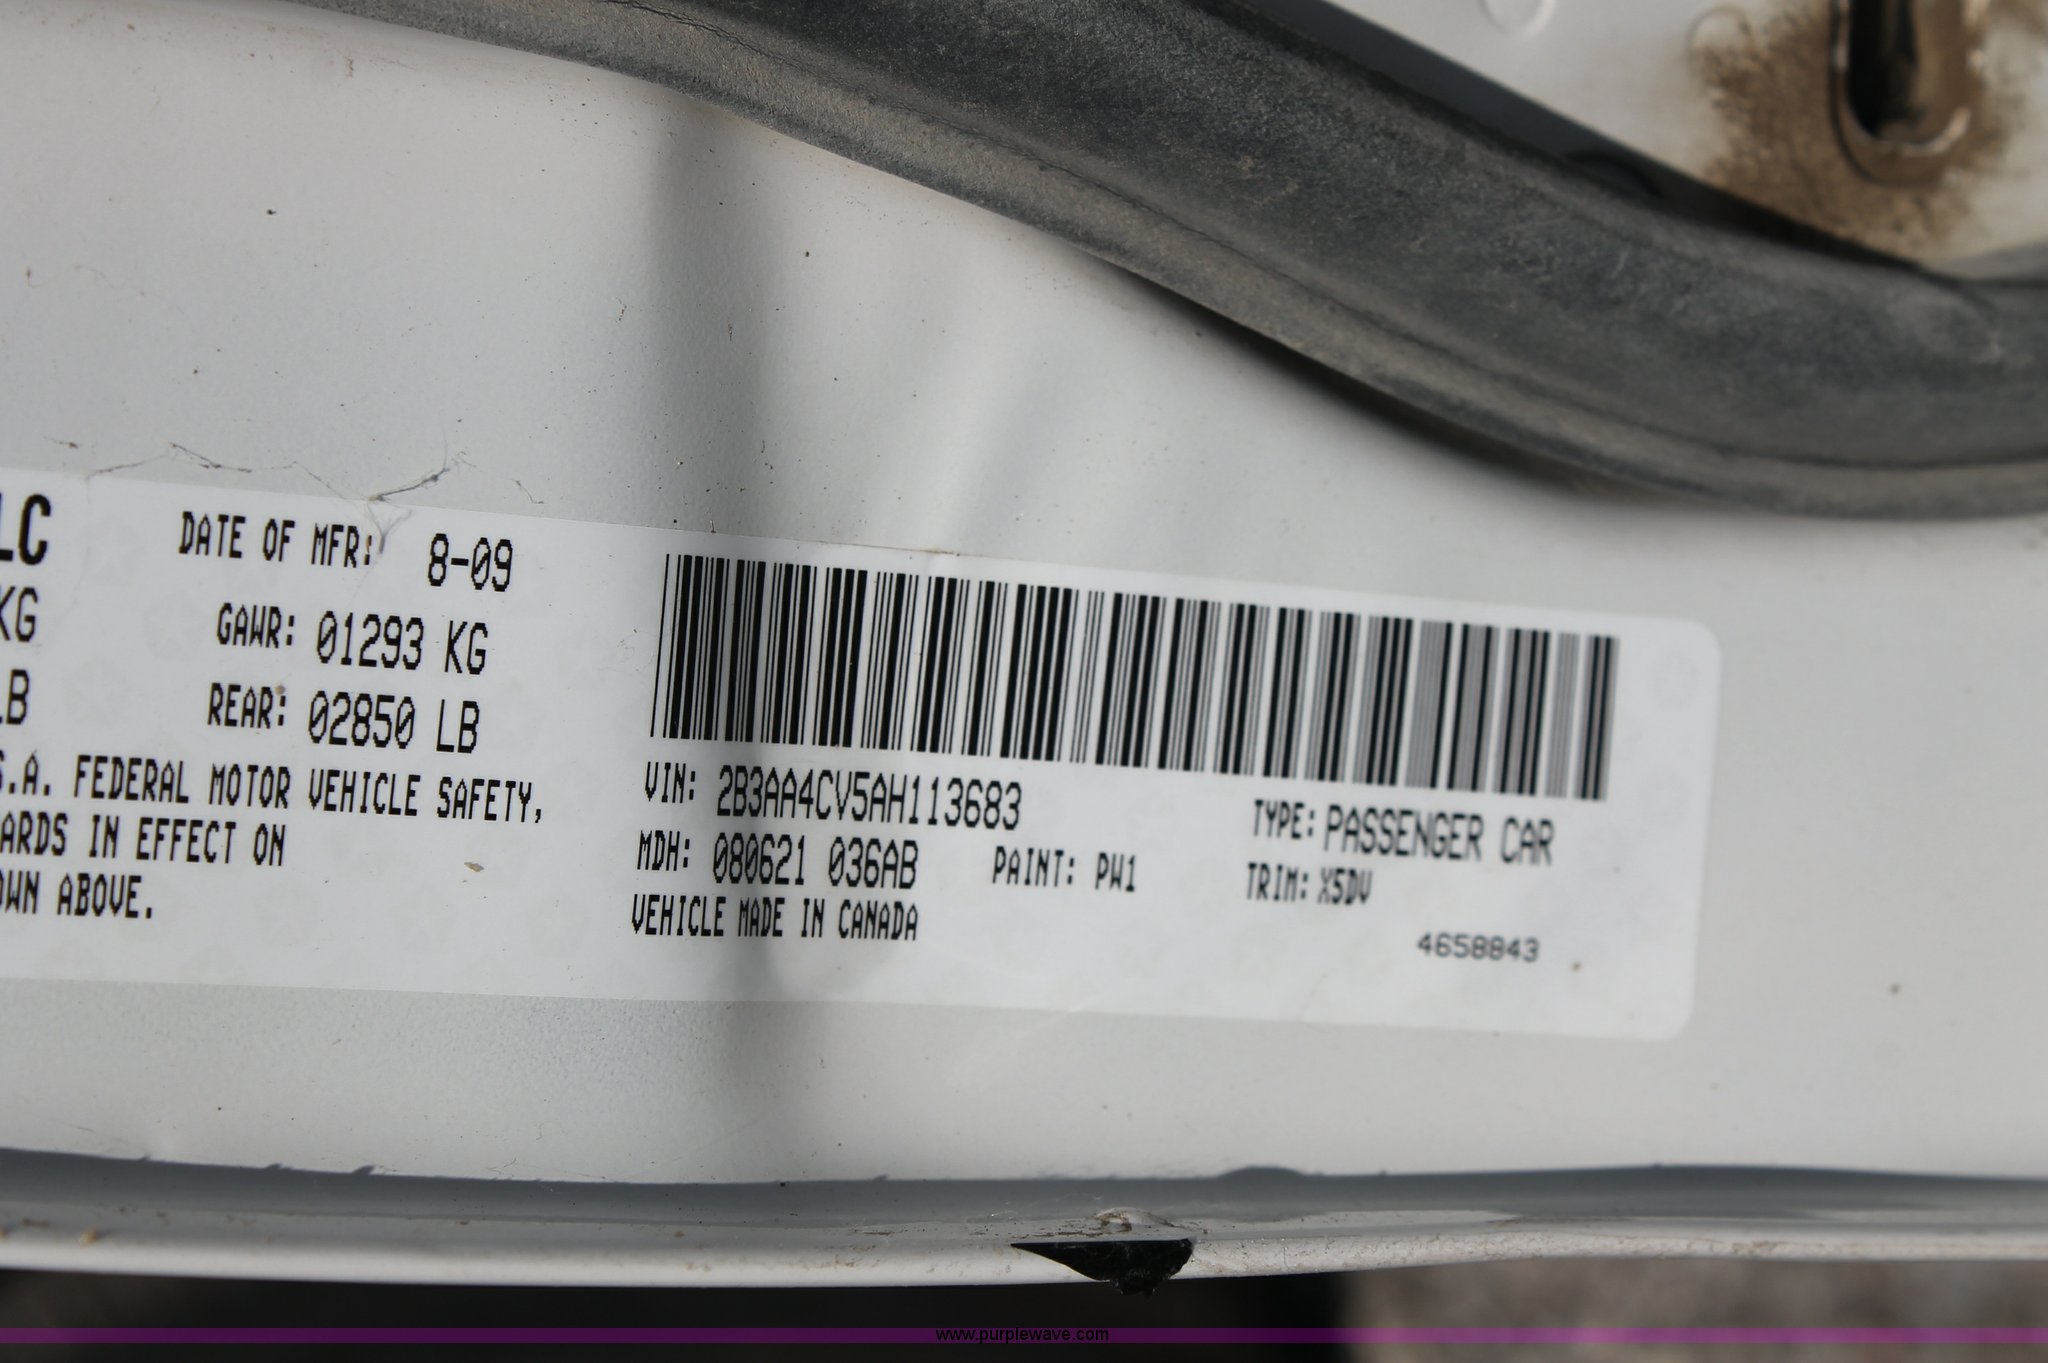 LC
DATE OF MFR: 8-09
KG
GAWR: 01293 KG
LB
REAR: 02850 LB
S.A. FEDERAL MOTOR VEHICLE SAFETY,
ARDS IN EFFECT ON
OWN ABOVE.
VIN: 2B3AA4CV5AH113683
TYPE: PASSENGER CAR
MDH: 080621 036AB
PAINT: PW1
TRIM: X5DV
VEHICLE MADE IN CANADA
4658843
www.purplewave.com